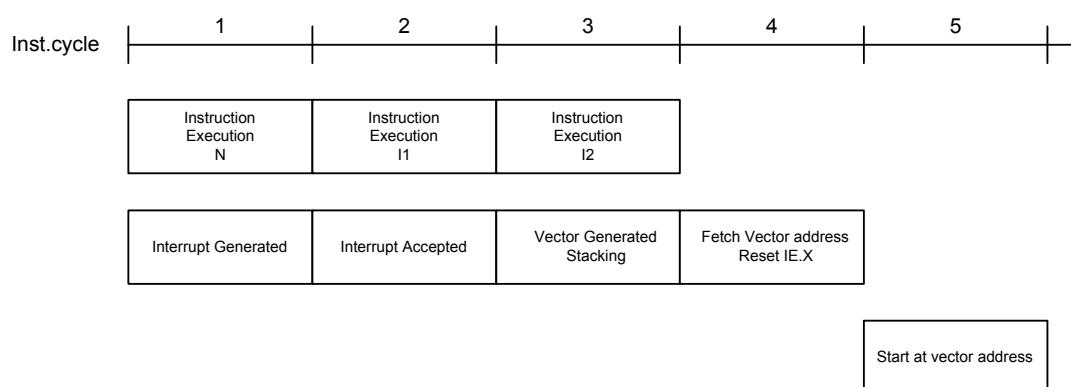 1 2 3 4 5
Inst.cycle
Instruction
Execution
N
Instruction
Execution
I1
Instruction
Execution
I2
Interrupt Generated
Interrupt Accepted
Vector Generated
Stacking
Fetch Vector address
Reset IE.X
Start at vector address